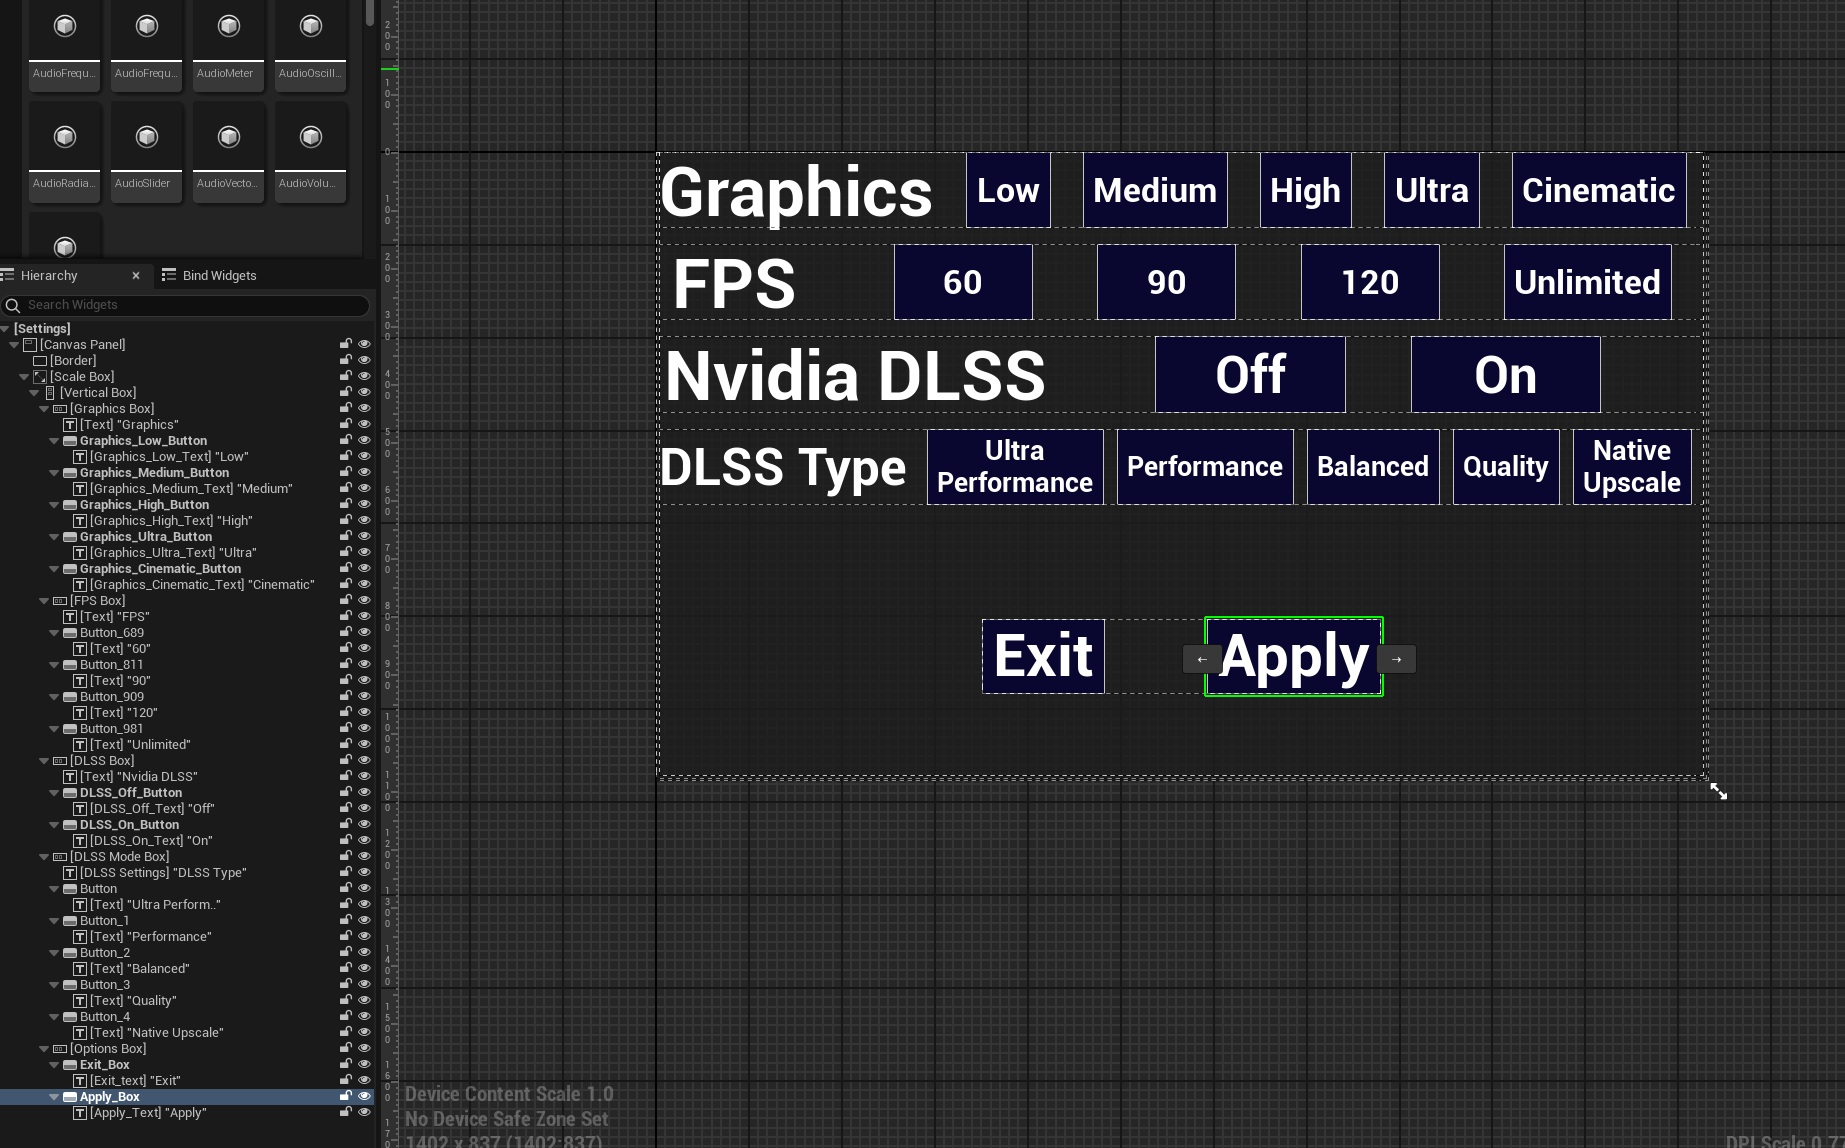 AudioFrequ...
AudioFrequ...
AudioMeter
AudioOscill...
AudioRadia...
AudioSlider
AudioVecto...
AudioVolu...
Hierarchy
Bind Widgets
Search Widgets
[Settings]
[Canvas Panel]
[Border]
[Scale Box]
[Vertical Box]
[Graphics Box]
[Text] "Graphics"
Graphics_Low_Button
[Graphics_Low_Text] "Low"
Graphics_Medium_Button
[Graphics_Medium_Text] "Medium"
Graphics_High_Button
[Graphics_High_Text] "High"
Graphics_Ultra_Button
[Graphics_Ultra_Text] "Ultra"
Graphics_Cinematic_Button
[Graphics_Cinematic_Text] "Cinematic"
[FPS Box]
[Text] "FPS"
Button_689
[Text] "60"
Button_811
[Text] "90"
Button_909
[Text] "120"
Button_981
[Text] "Unlimited"
[DLSS Box]
[Text] "Nvidia DLSS"
DLSS_Off_Button
[DLSS_Off_Text] "Off"
DLSS_On_Button
[DLSS_On_Text] "On"
[DLSS Mode Box]
[DLSS Settings] "DLSS Type"
Button
[Text] "Ultra Perform.."
Button_1
[Text] "Performance"
Button_2
[Text] "Balanced"
Button_3
[Text] "Quality"
Button_4
[Text] "Native Upscale"
[Options Box]
Exit_Box
[Exit_text] "Exit"
Apply_Box
[Apply_Text] "Apply"
Graphics
Low
Medium
High
Ultra
Cinematic
FPS
60
90
120
Unlimited
Nvidia DLSS
Off
On
DLSS Type
Ultra
Performance
Performance
Balanced
Quality
Native
Upscale
Exit
Apply
Device Content Scale 1.0
No Device Safe Zone Set
1402 x 837 (1402:837)
DPI Scale 0.7